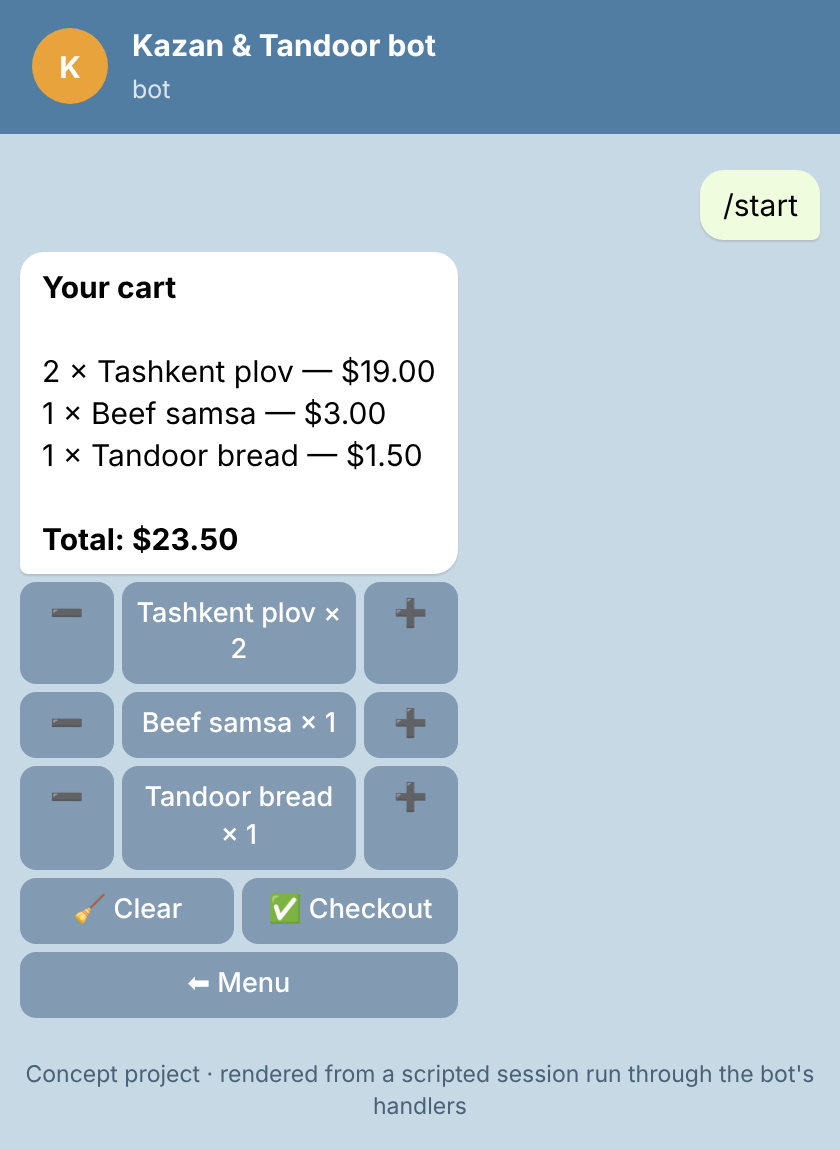 K
Kazan & Tandoor bot
bot
/start
Your cart
2 × Tashkent plov — $19.00
1 × Beef samsa — $3.00
1 × Tandoor bread — $1.50
Total: $23.50
➖ Tashkent plov × ➕
2
➖ Beef samsa × 1 ➕
➖ Tandoor bread ➕
× 1
🧹 Clear ✅ Checkout
⬅ Menu
Concept project · rendered from a scripted session run through the bot's
handlers